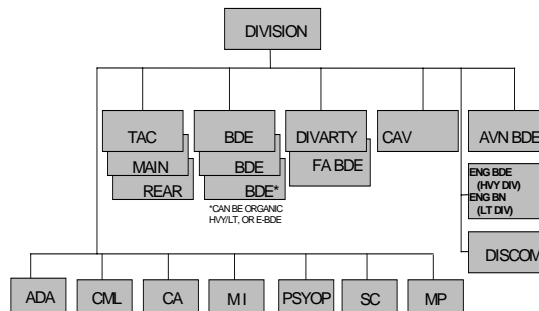 DIVISION
TAC
MAIN
REAR
BDE
BDE
BDE*
*CAN BE ORGANIC
HVY/LT, OR E-BDE
DIVARTY
FA BDE
CAV
AVN BDE
ENG BDE
(HVY DIV)
ENG BN
(LT DIV)
DISCOM
ADA
CML
CA
MI
PSYOP
SC
MP